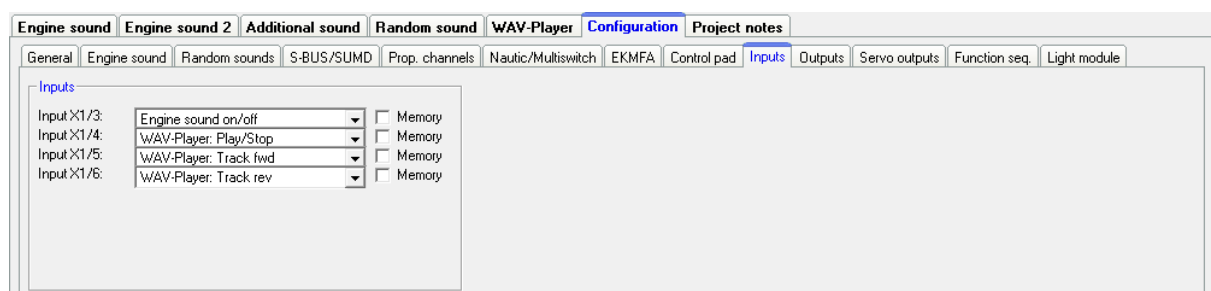 Engine sound Engine sound 2 Additional sound Random sound WAV-Player Configuration Project notes
General Engine sound Random sounds S-BUS/SUMD Prop. channels Nautic/Multiswitch EKMFA Control pad Inputs Outputs Servo outputs Function seq. Light module
Inputs
Input X1/3: Engine sound on/off Memory
Input X1/4: WAV-Player: Play/Stop Memory
Input X1/5: WAV-Player: Track fwd Memory
Input X1/6: WAV-Player: Track rev Memory